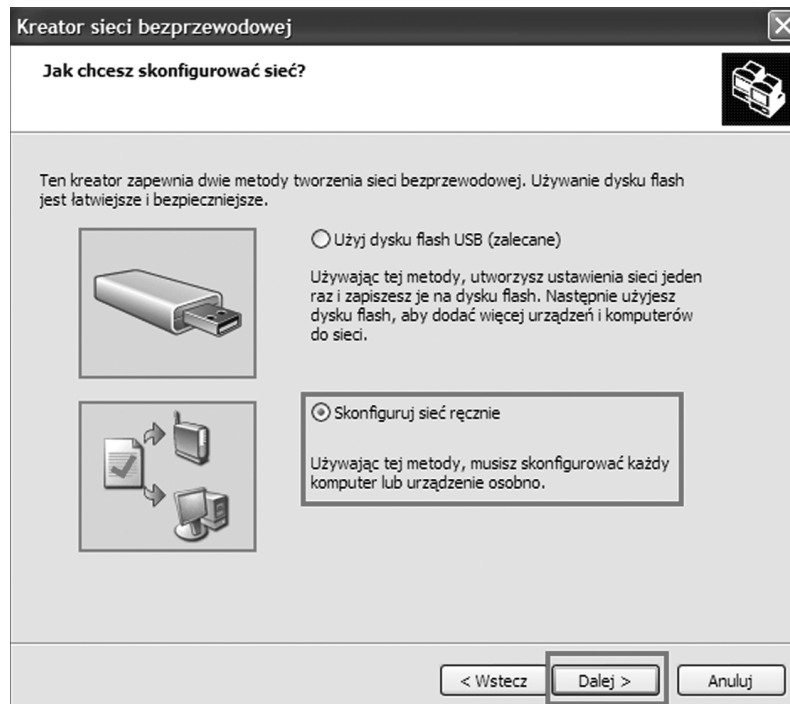 Kreator sieci bezprzewodowej
Jak chcesz skonfigurować sieć?
Ten kreator zapewnia dwie metody tworzenia sieci bezprzewodowej. Używanie dysku flash
jest łatwiejsze i bezpieczniejsze.
Użyj dysku flash USB (zalecane)
Używając tej metody, utworzysz ustawienia sieci jeden
raz i zapiszesz je na dysku flash. Następnie użyjesz
dysku flash, aby dodać więcej urządzeń i komputerów
do sieci.
Skonfiguruj sieć ręcznie
Używając tej metody, musisz skonfigurować każdy
komputer lub urządzenie osobno.
< Wstecz Dalej > Anuluj